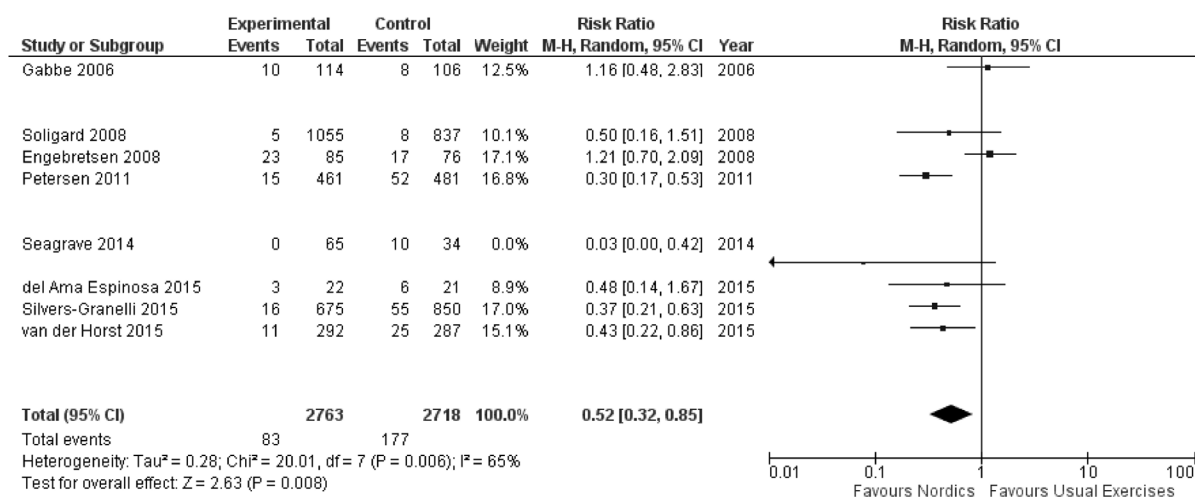 Experimental Control Risk Ratio Risk Ratio
Study or Subgroup Events Total Events Total Weight M-H, Random, 95% CI Year M-H, Random, 95% CI
Gabbe 2006 10 114 8 106 12.5% 1.16 [0.48, 2.83] 2006
Soligard 2008 5 1055 8 837 10.1% 0.50 [0.16, 1.51] 2008
Engebretsen 2008 23 85 17 76 17.1% 1.21 [0.70, 2.09] 2008
Petersen 2011 15 461 52 481 16.8% 0.30 [0.17, 0.53] 2011
Seagrave 2014 0 65 10 34 0.0% 0.03 [0.00, 0.42] 2014
del Ama Espinosa 2015 3 22 6 21 8.9% 0.48 [0.14, 1.67] 2015
Silvers-Granelli 2015 16 675 55 850 17.0% 0.37 [0.21, 0.63] 2015
van der Horst 2015 11 292 25 287 15.1% 0.43 [0.22, 0.86] 2015
Total (95% CI) 2763 2718 100.0% 0.52 [0.32, 0.85]
Total events 83 177
Heterogeneity: Tau² = 0.28; Chi² = 20.01, df = 7 (P = 0.006); I² = 65%
Test for overall effect: Z = 2.63 (P = 0.008)
0.01 0.1 1 10 100
Favours Nordics Favours Usual Exercises